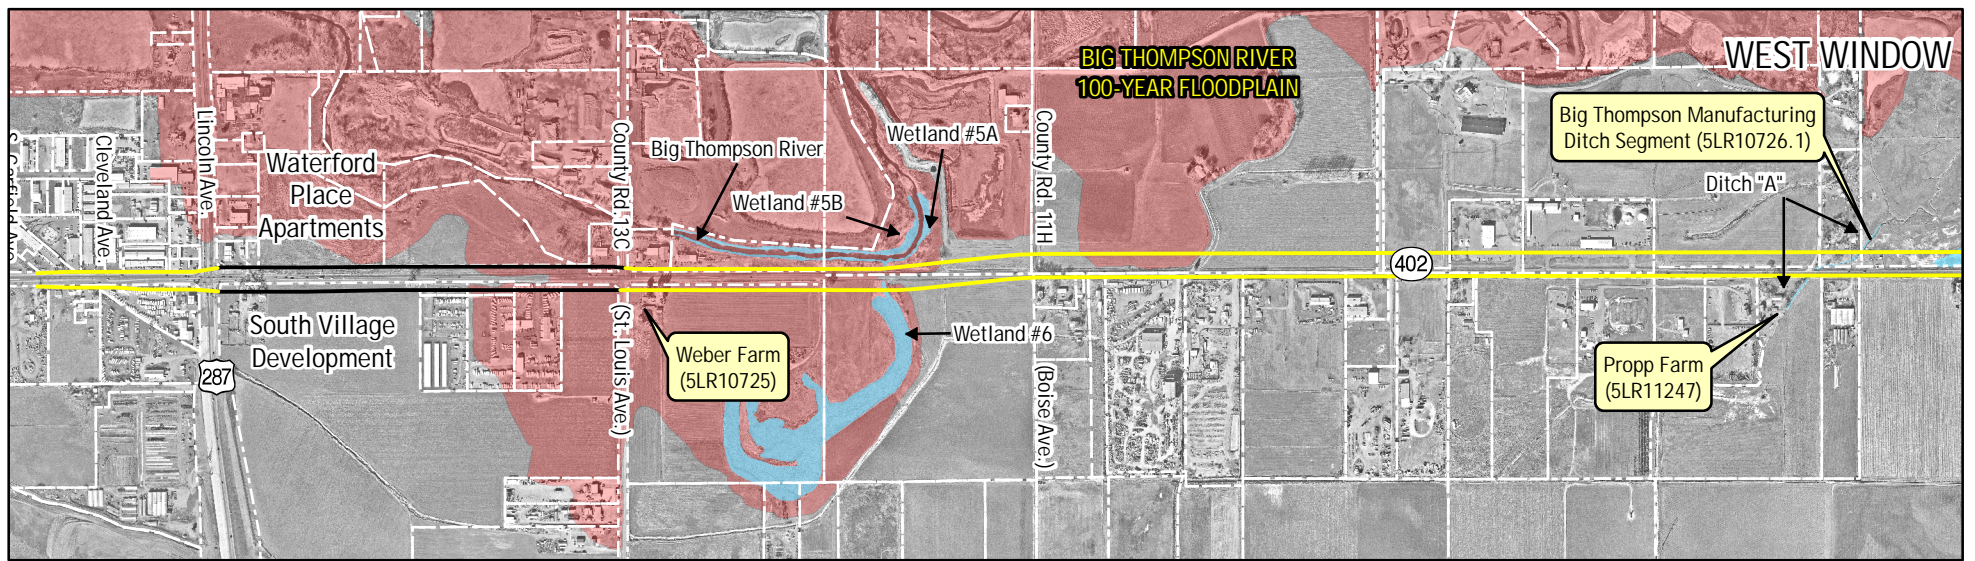 WEST WINDOW
BIG THOMPSON RIVER
100-YEAR FLOODPLAIN
Big Thompson Manufacturing
Ditch Segment (5LR10726.1)
Ditch "A"
Wetland #5A
Big Thompson River
Wetland #5B
Waterford
Place
Apartments
Cleveland Ave.
Lincoln Ave.
County Rd. 13C
(St. Louis Ave.)
County Rd. 11H
(Boise Ave.)
402
South Village
Development
287
Weber Farm
(5LR10725)
Wetland #6
Propp Farm
(5LR11247)